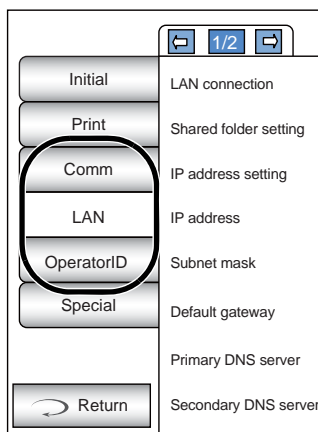 1/2
Initial
LAN connection
Print
Shared folder setting
Comm
IP address setting
LAN
IP address
OperatorID
Subnet mask
Special
Default gateway
Primary DNS server
Return
Secondary DNS server